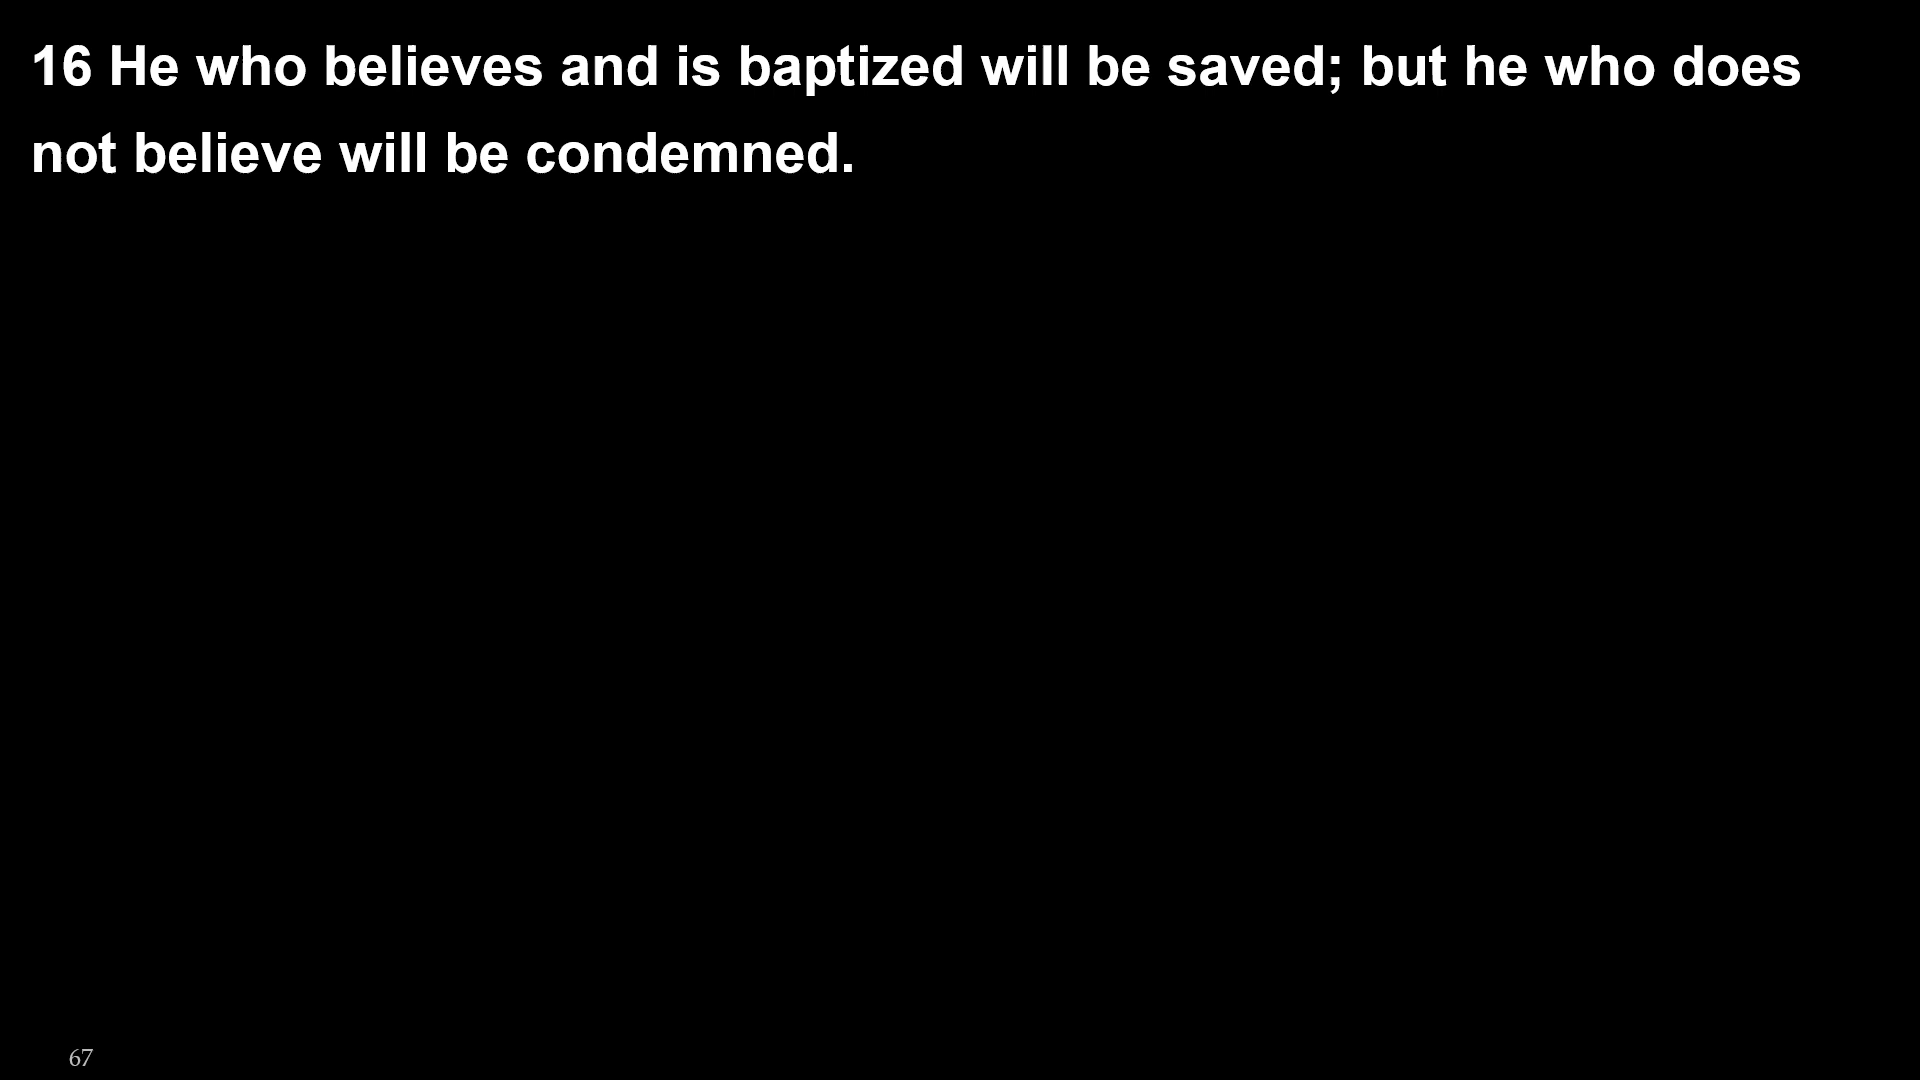 16 He who believes and is baptized will be saved; but he who does
not believe will be condemned.
67